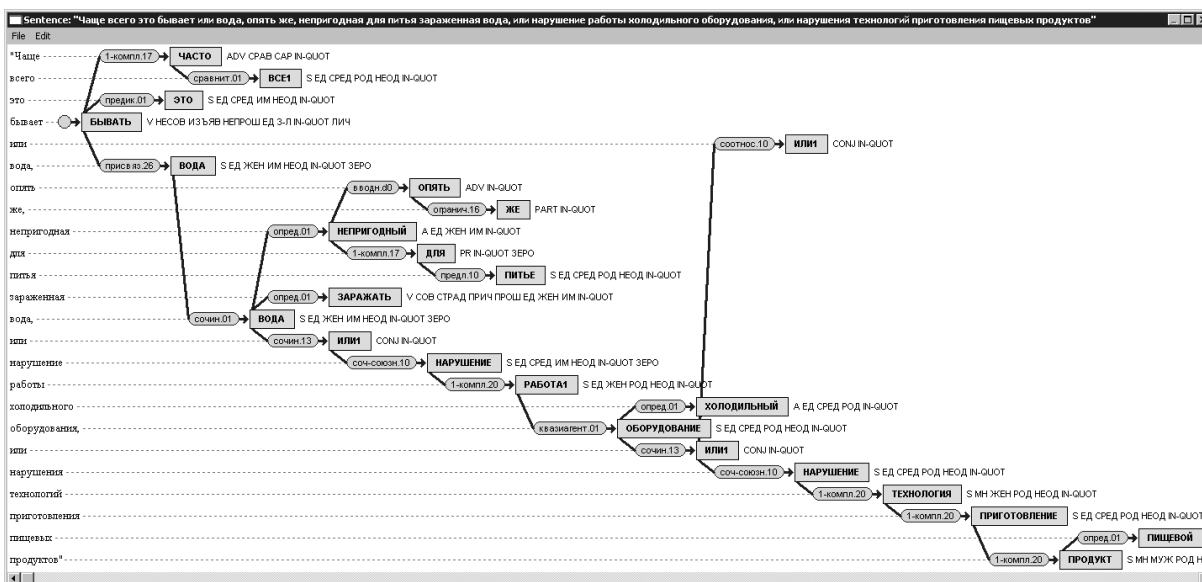 Sentence: "Чаще всего это бывает или вода, опять же, непригодная для питья зараженная вода, или нарушение работы холодильного оборудования, или нарушения технологий приготовления пищевых продуктов"
File Edit
"Чаще 1-компл.17 ЧАСТО ADV СРАВ CAP IN-QUOT
всего сравнит.01 ВСЕ1 S ЕД СРЕД РОД НЕОД IN-QUOT
это предик.01 ЭТО S ЕД СРЕД ИМ НЕОД IN-QUOT
бывает БЫВАТЬ V НЕСОВ ИЗЪЯВ НЕПРОШ ЕД 3-Л IN-QUOT ЛИЧ
или соотнос.10 ИЛИ1 CONJ IN-QUOT
вода, присвяз.26 ВОДА S ЕД ЖЕН ИМ НЕОД IN-QUOT ЗЕРО
опять вводн.d0 ОПЯТЬ ADV IN-QUOT
же, огранич.16 ЖЕ PART IN-QUOT
непригодная опред.01 НЕПРИГОДНЫЙ A ЕД ЖЕН ИМ IN-QUOT
для 1-компл.17 ДЛЯ PR IN-QUOT ЗЕРО
питья предл.10 ПИТЬЕ S ЕД СРЕД РОД НЕОД IN-QUOT
зараженная опред.01 ЗАРАЖАТЬ V СОВ СТРАД ПРИЧ ПРОШ ЕД ЖЕН ИМ IN-QUOT
вода, сочин.01 ВОДА S ЕД ЖЕН ИМ НЕОД IN-QUOT ЗЕРО
или сочин.13 ИЛИ1 CONJ IN-QUOT
нарушение соч-союзн.10 НАРУШЕНИЕ S ЕД СРЕД ИМ НЕОД IN-QUOT ЗЕРО
работы 1-компл.20 РАБОТА1 S ЕД ЖЕН РОД НЕОД IN-QUOT
холодильного опред.01 ХОЛОДИЛЬНЫЙ A ЕД СРЕД РОД IN-QUOT
оборудования, квазиагент.01 ОБОРУДОВАНИЕ S ЕД СРЕД РОД НЕОД IN-QUOT
или сочин.13 ИЛИ1 CONJ IN-QUOT
нарушения соч-союзн.10 НАРУШЕНИЕ S ЕД СРЕД РОД НЕОД IN-QUOT
технологий 1-компл.20 ТЕХНОЛОГИЯ S МН ЖЕН РОД НЕОД IN-QUOT
приготовления 1-компл.20 ПРИГОТОВЛЕНИЕ S ЕД СРЕД РОД НЕОД IN-QUOT
пищевых опред.01 ПИЩЕВОЙ
продуктов" 1-компл.20 ПРОДУКТ S МН МУЖ РОД Н